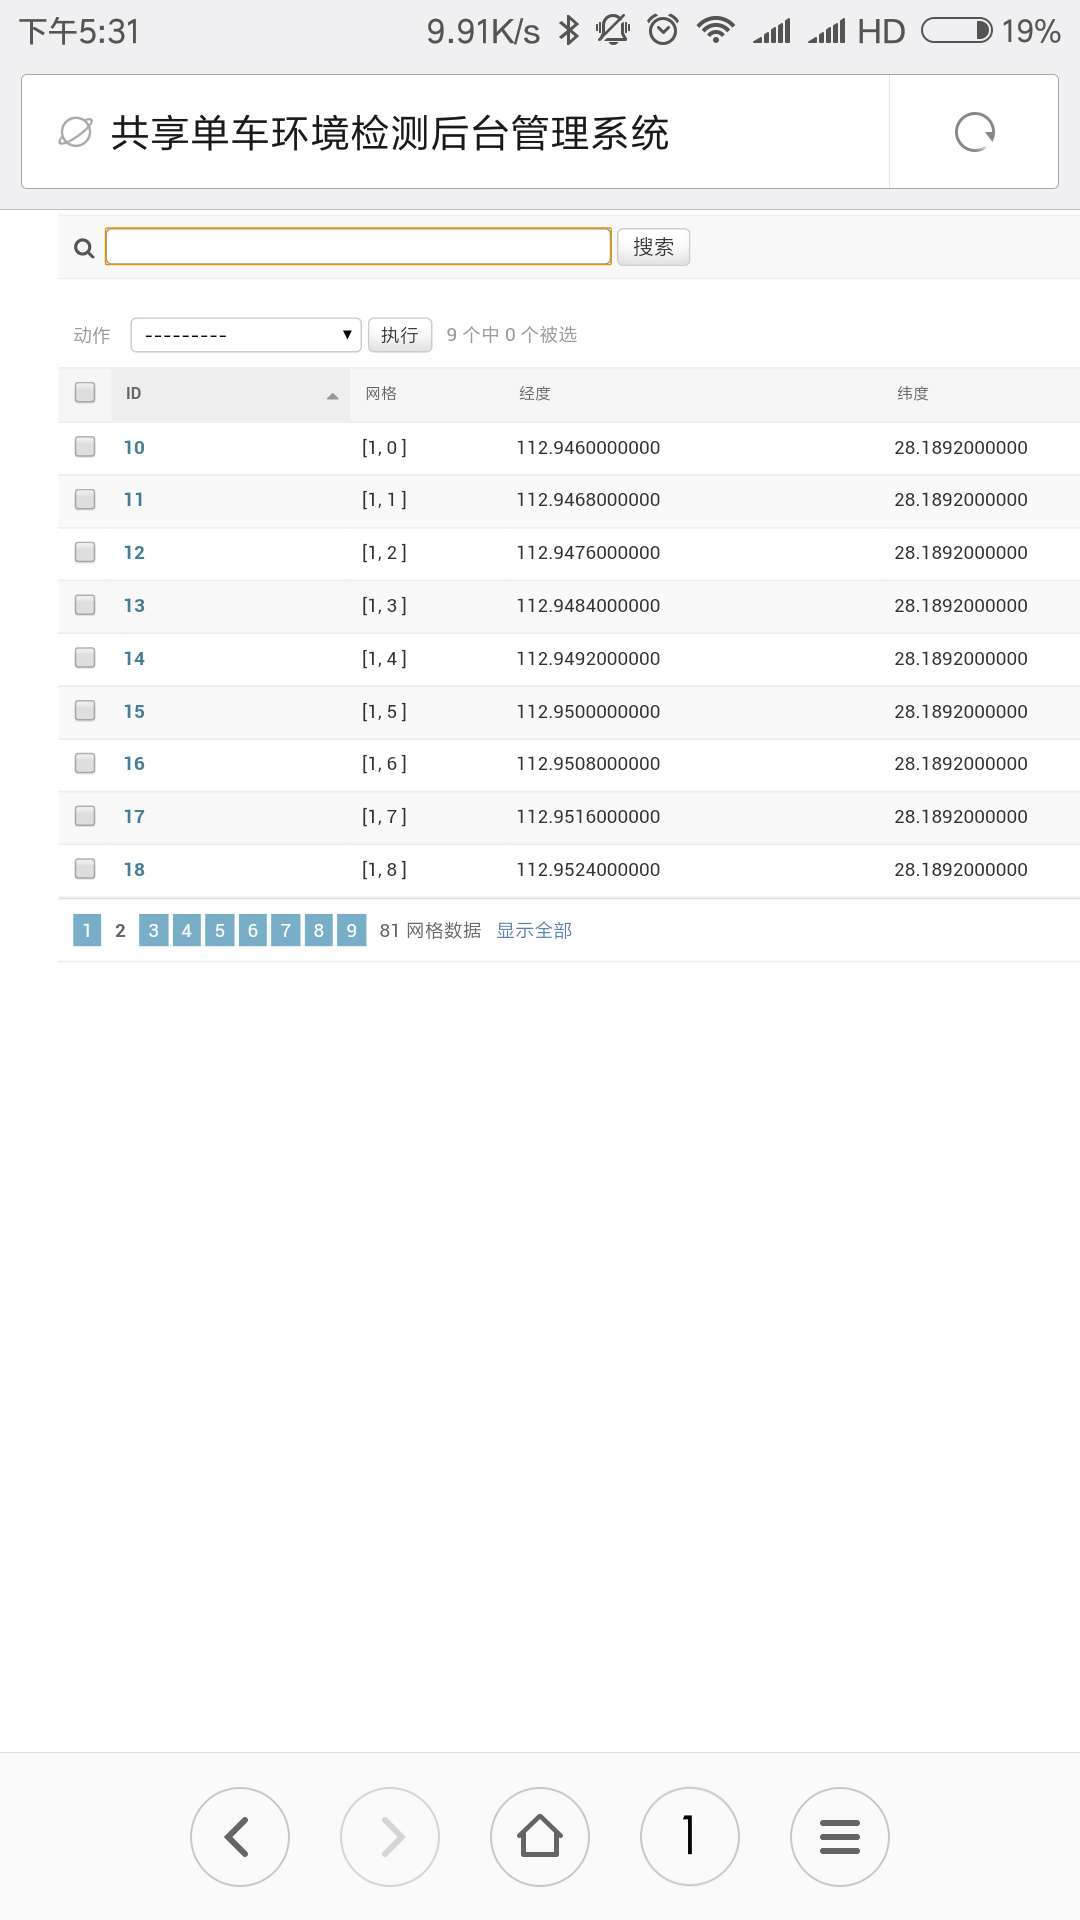 下午5:31 9.91K/s HD 19%
共享单车环境检测后台管理系统
搜索
动作 --------- 执行 9 个中 0 个被选
ID 网格 经度 纬度
10 [1, 0 ] 112.9460000000 28.1892000000
11 [1, 1 ] 112.9468000000 28.1892000000
12 [1, 2 ] 112.9476000000 28.1892000000
13 [1, 3 ] 112.9484000000 28.1892000000
14 [1, 4 ] 112.9492000000 28.1892000000
15 [1, 5 ] 112.9500000000 28.1892000000
16 [1, 6 ] 112.9508000000 28.1892000000
17 [1, 7 ] 112.9516000000 28.1892000000
18 [1, 8 ] 112.9524000000 28.1892000000
1 2 3 4 5 6 7 8 9 81 网格数据 显示全部
1